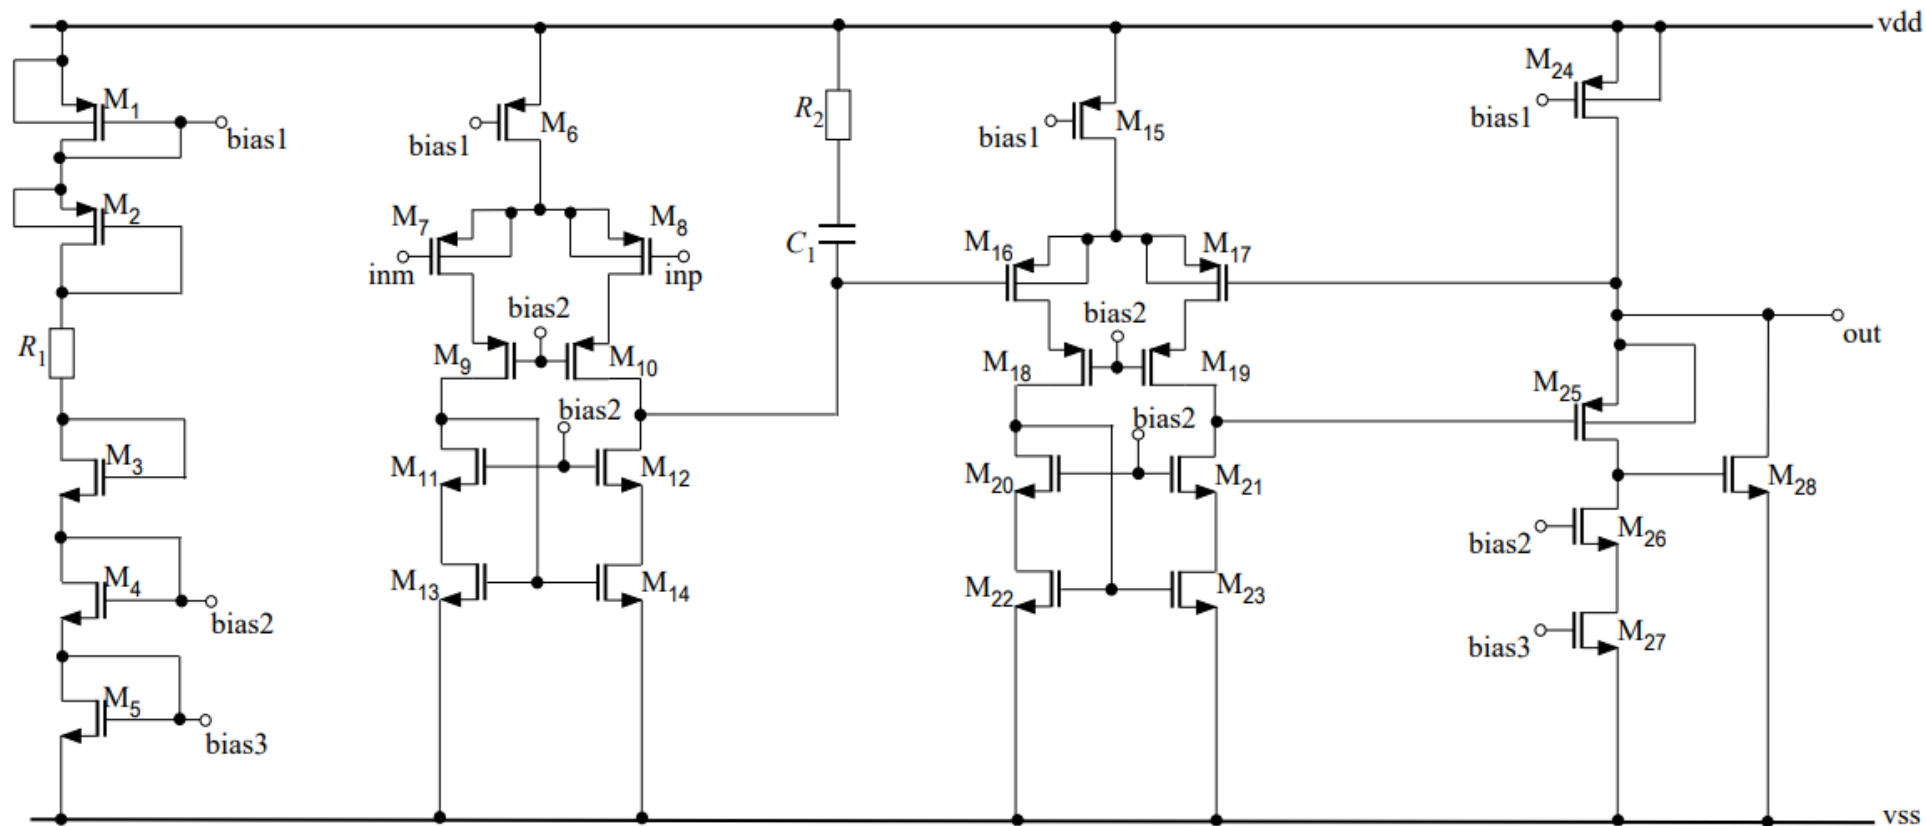 vdd
M24
M1
R2
M6
M15
bias1
bias1
bias1
bias1
M2
M7
M8
M16
M17
C1
inm
inp
bias2
bias2
out
R1
M9
M10
M18
M19
M25
bias2
bias2
M3
M11
M12
M20
M21
M28
M26
bias2
M4
M13
M14
M22
M23
bias2
M27
bias3
M5
bias3
vss